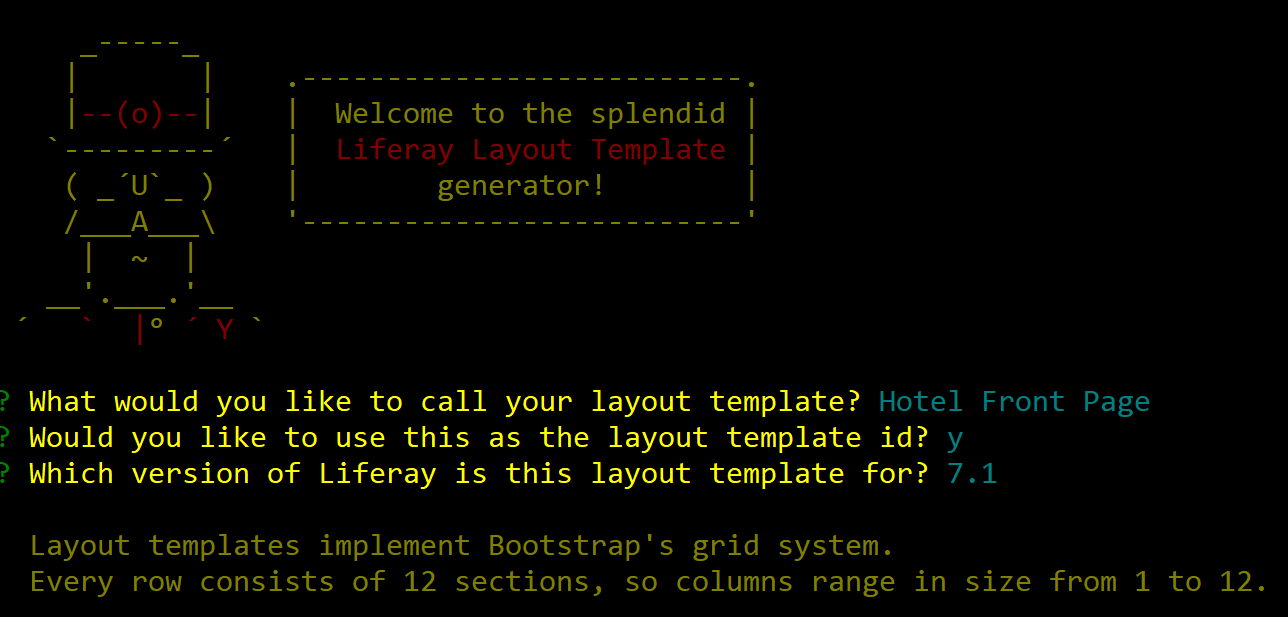 Welcome to the splendid
Liferay Layout Template
generator!
? What would you like to call your layout template? Hotel Front Page
? Would you like to use this as the layout template id? y
? Which version of Liferay is this layout template for? 7.1
Layout templates implement Bootstrap's grid system.
Every row consists of 12 sections, so columns range in size from 1 to 12.